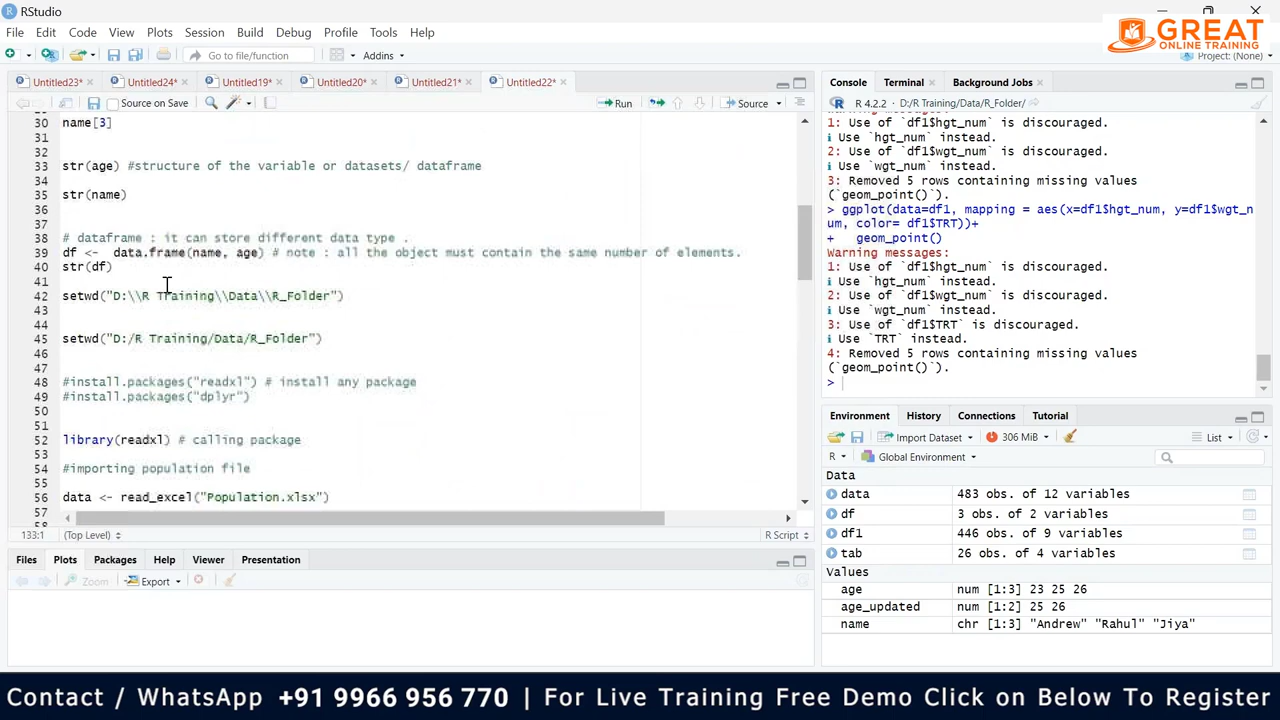 RStudio
File Edit Code View Plots Session Build Debug Profile Tools Help
GREAT
ONLINE TRAINING
Go to file/function
Addins
Project: (None)
Untitled23* Untitled24* Untitled19* Untitled20* Untitled21* Untitled22*
Source on Save
Run
Source
30 name[3]
31
32
33 str(age) #structure of the variable or datasets/ dataframe
34
35 str(name)
36
37
38 # dataframe : it can store different data type .
39 df <- data.frame(name, age) # note : all the object must contain the same number of elements.
40 str(df)
41
42 setwd("D:\\R Training\\Data\\R_Folder")
43
44
45 setwd("D:/R Training/Data/R_Folder")
46
47
48 #install.packages("readxl") # install any package
49 #install.packages("dplyr")
50
51
52 library(readxl) # calling package
53
54 #importing population file
55
56 data <- read_excel("Population.xlsx")
57
133:1 (Top Level) R Script
Files Plots Packages Help Viewer Presentation
Zoom Export
Console Terminal Background Jobs
R 4.2.2 · D:/R Training/Data/R_Folder/
1: Use of `df1$hgt_num` is discouraged.
ℹ Use `hgt_num` instead.
2: Use of `df1$wgt_num` is discouraged.
ℹ Use `wgt_num` instead.
3: Removed 5 rows containing missing values
(`geom_point()`).
> ggplot(data=df1, mapping = aes(x=df1$hgt_num, y=df1$wgt_n
um, color= df1$TRT))+
+ geom_point()
Warning messages:
1: Use of `df1$hgt_num` is discouraged.
ℹ Use `hgt_num` instead.
2: Use of `df1$wgt_num` is discouraged.
ℹ Use `wgt_num` instead.
3: Use of `df1$TRT` is discouraged.
ℹ Use `TRT` instead.
4: Removed 5 rows containing missing values
(`geom_point()`).
>
Environment History Connections Tutorial
Import Dataset 306 MiB List
R Global Environment
Data
data 483 obs. of 12 variables
df 3 obs. of 2 variables
df1 446 obs. of 9 variables
tab 26 obs. of 4 variables
Values
age num [1:3] 23 25 26
age_updated num [1:2] 25 26
name chr [1:3] "Andrew" "Rahul" "Jiya"
Contact / WhatsApp +91 9966 956 770 | For Live Training Free Demo Click on Below To Register